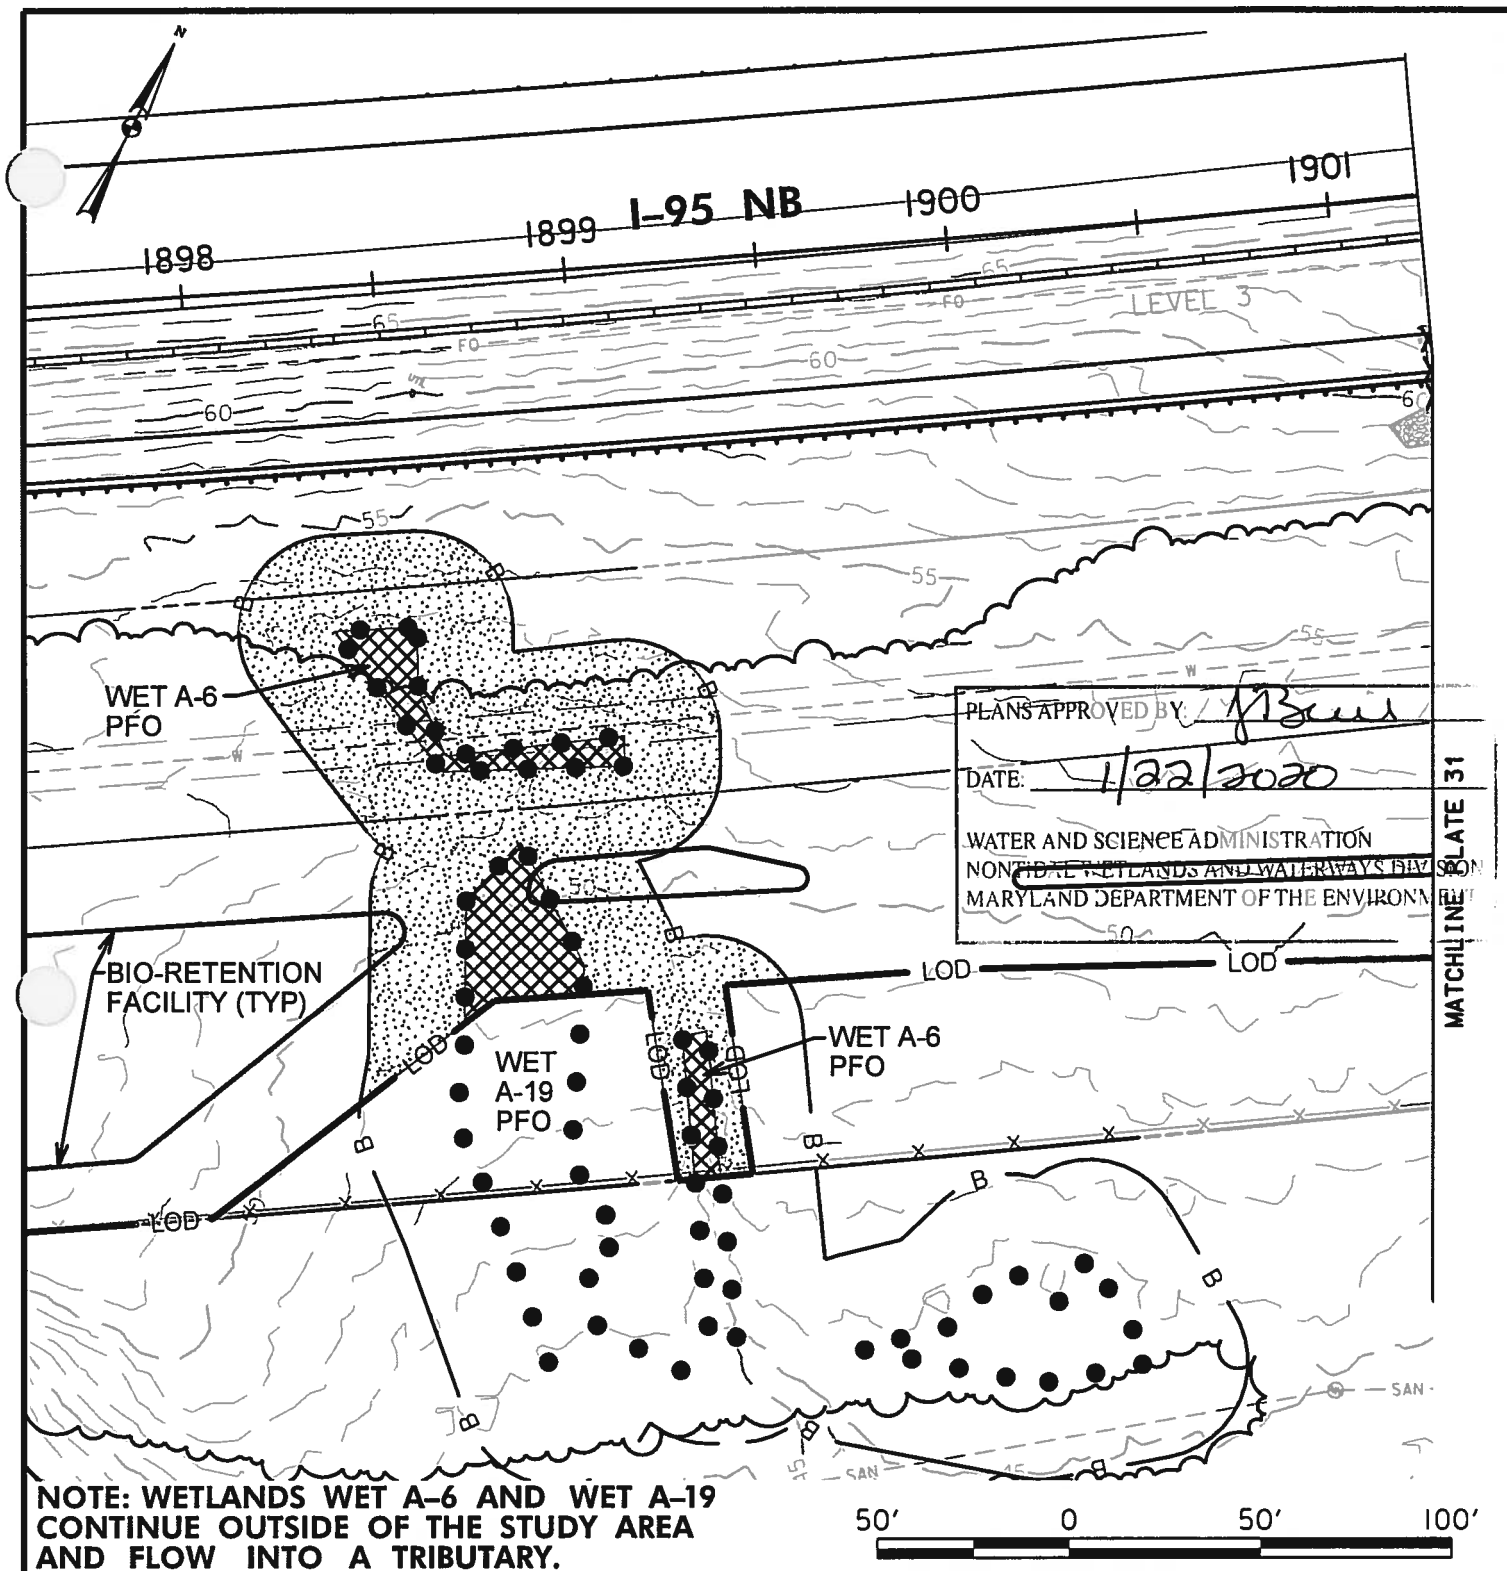 N
I-95 NB
1898
1899
1900
1901
65
65
FO
FO
LEVEL 3
60
60
60
UTIL
55
55
55
B
B
W
W
WET A-6
PFO
B
B
PLANS APPROVED BY
DATE: 1/22/2020
WATER AND SCIENCE ADMINISTRATION
NONTIDAL WETLANDS AND WATERWAYS DIVISION
MARYLAND DEPARTMENT OF THE ENVIRONMENT
MATCHLINE PLATE 31
50
50
B
BIO-RETENTION
FACILITY (TYP)
LOD
LOD
LOD
LOD
LOD
LOD
WET
A-19
PFO
WET A-6
PFO
B
B
B
B
B
B
B
SAN
SAN
45
45
NOTE: WETLANDS WET A-6 AND WET A-19
CONTINUE OUTSIDE OF THE STUDY AREA
AND FLOW INTO A TRIBUTARY.
50' 0 50' 100'